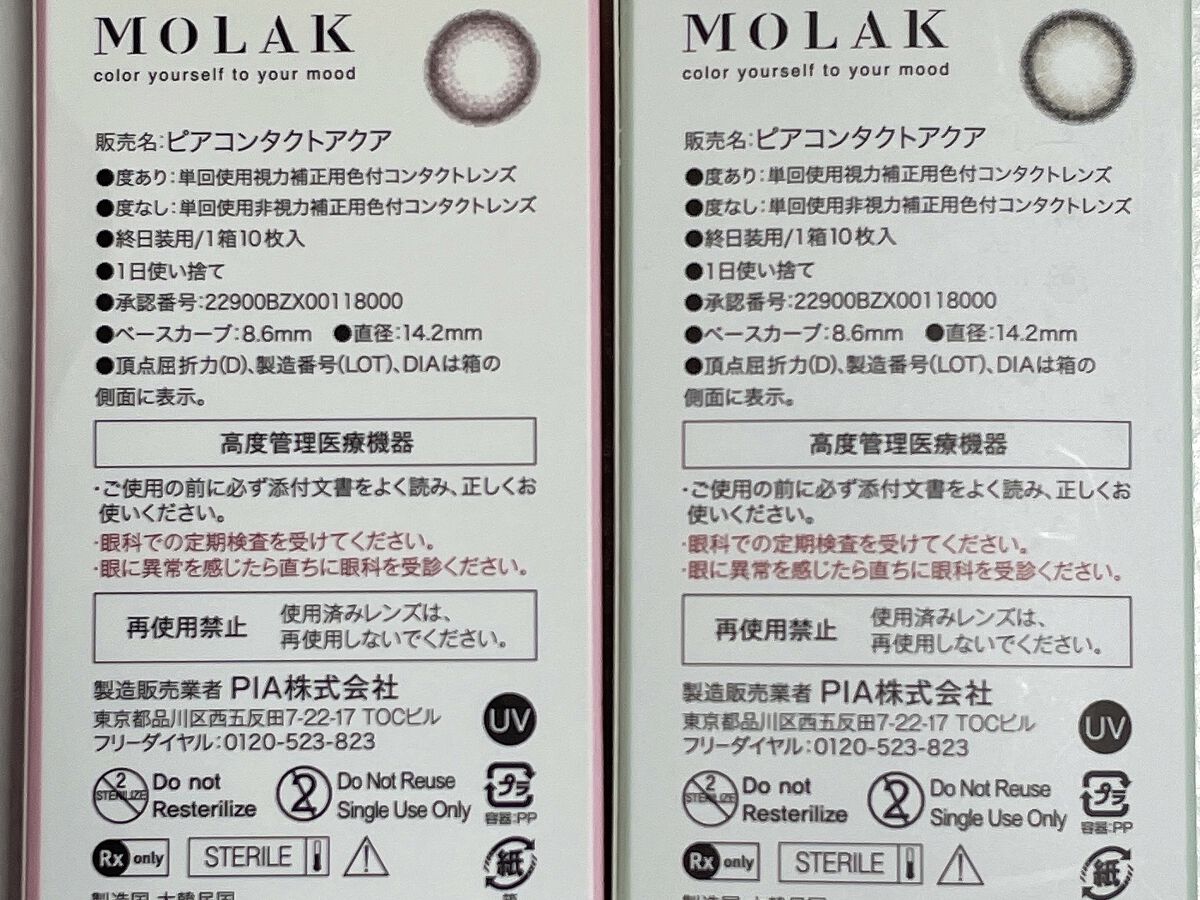 MOLAK
color yourself to your mood
販売名:ピアコンタクトアクア
●度あり:単回使用視力補正用色付コンタクトレンズ
●度なし:単回使用非視力補正用色付コンタクトレンズ
●終日装用/1箱10枚入
●1日使い捨て
●承認番号:22900BZX00118000
●ベースカーブ:8.6mm ●直径:14.2mm
●頂点屈折力(D)、製造番号(LOT)、DIAは箱の
側面に表示。
高度管理医療機器
・ご使用の前に必ず添付文書をよく読み、正しくお
使いください。
・眼科での定期検査を受けてください。
・眼に異常を感じたら直ちに眼科を受診ください。
再使用禁止
使用済みレンズは、
再使用しないでください。
製造販売業者 PIA株式会社
東京都品川区西五反田7-22-17 TOCビル
フリーダイヤル:0120-523-823
UV
2
STERILIZE
Do not
Resterilize
2
Do Not Reuse
Single Use Only
プラ
容器:PP
Rx only
STERILE
紙
箱
製造国 大韓民国
MOLAK
color yourself to your mood
販売名:ピアコンタクトアクア
●度あり:単回使用視力補正用色付コンタクトレンズ
●度なし:単回使用非視力補正用色付コンタクトレンズ
●終日装用/1箱10枚入
●1日使い捨て
●承認番号:22900BZX00118000
●ベースカーブ:8.6mm ●直径:14.2mm
●頂点屈折力(D)、製造番号(LOT)、DIAは箱の
側面に表示。
高度管理医療機器
・ご使用の前に必ず添付文書をよく読み、正しくお
使いください。
・眼科での定期検査を受けてください。
・眼に異常を感じたら直ちに眼科を受診ください。
再使用禁止
使用済みレンズは、
再使用しないでください。
製造販売業者 PIA株式会社
東京都品川区西五反田7-22-17 TOCビル
フリーダイヤル:0120-523-823
UV
2
STERILIZE
Do not
Resterilize
2
Do Not Reuse
Single Use Only
プラ
容器:PP
Rx only
STERILE
紙